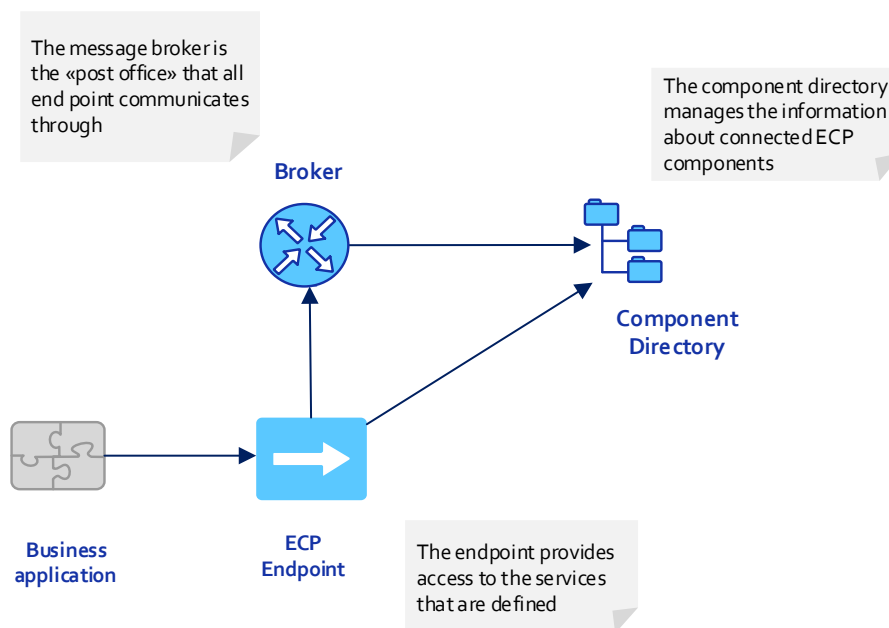 The message broker is
the «post office» that all
end point communicates
through
The component directory
manages the information
about connected ECP
components
Broker
Component
Directory
Business
application
ECP
Endpoint
The endpoint provides
access to the services
that are defined